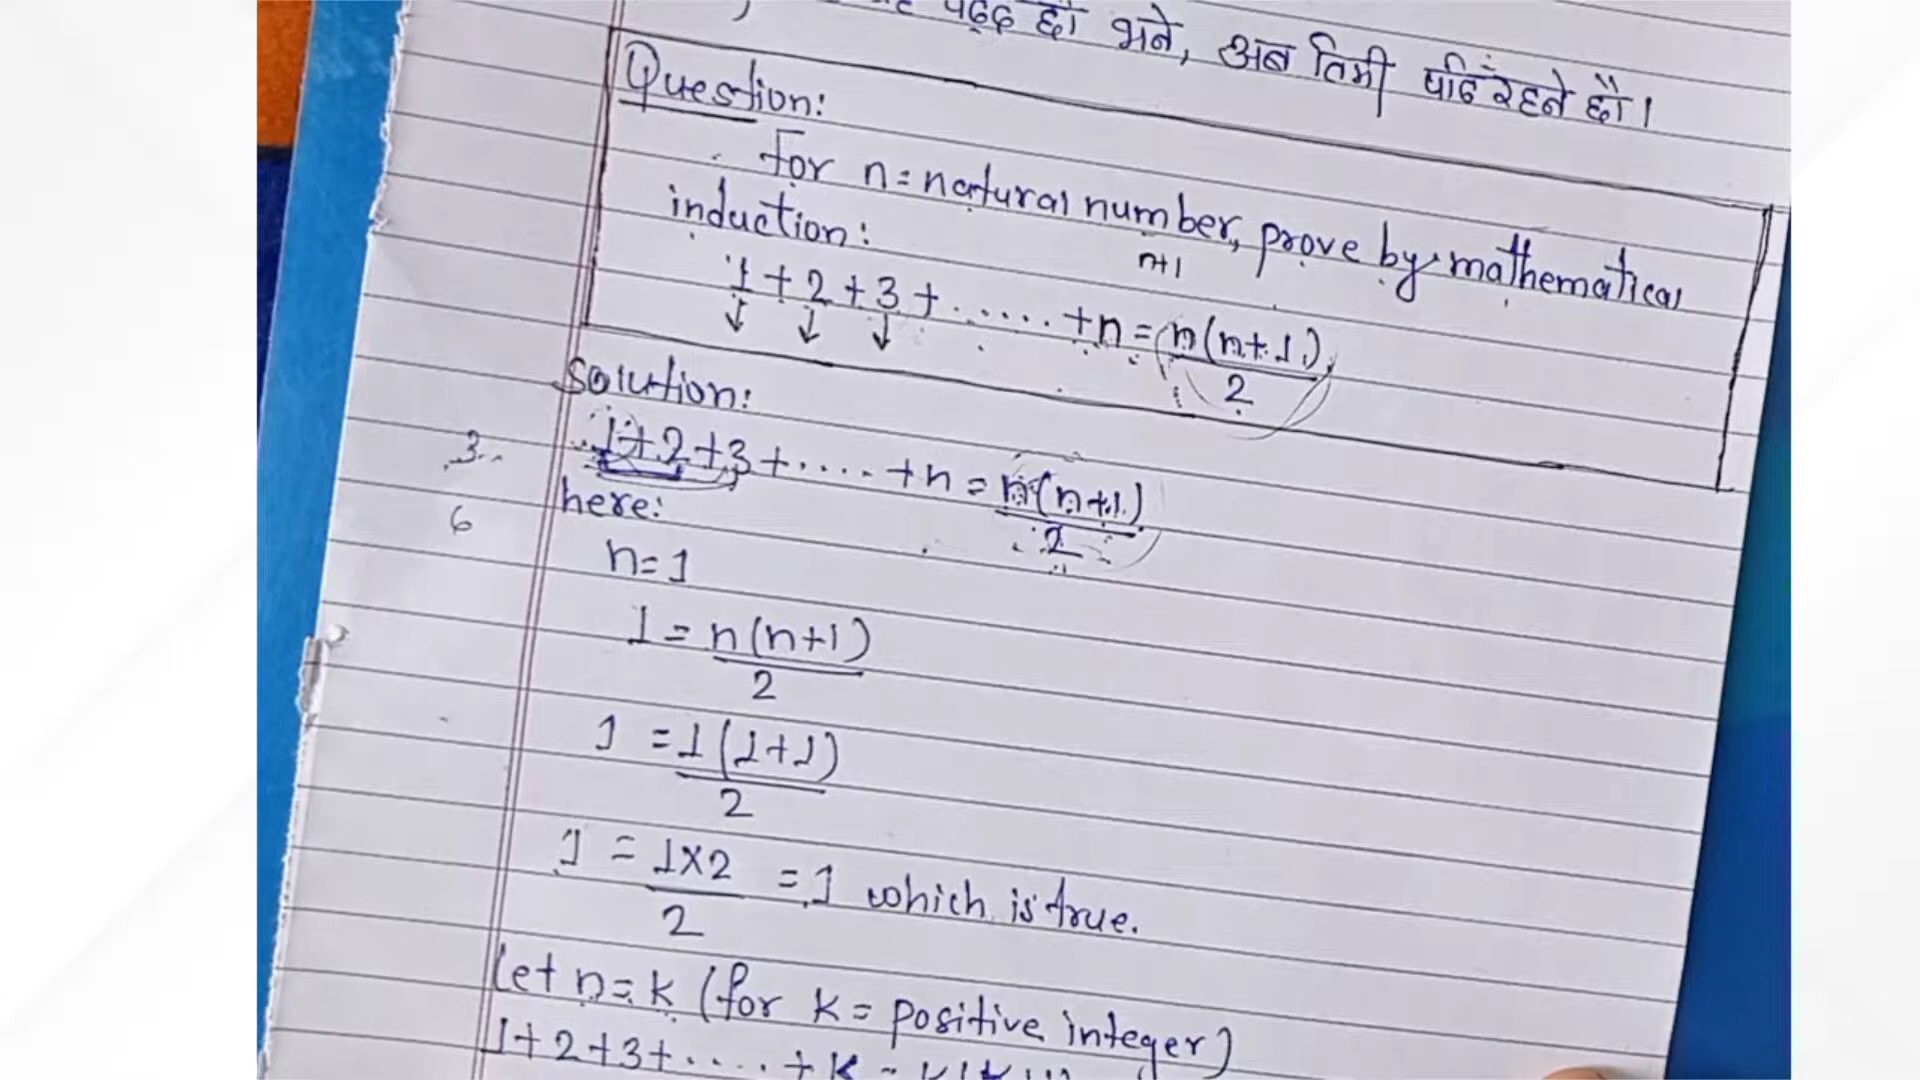 पढ्द छौ भने, अब तिमी पढिरहने छौ।
Question:
For n = natural number, prove by mathematical
induction:
n+1
1 + 2 + 3 + ...... + n = n(n+1)/2
Solution:
1 + 2 + 3 + ..... + n = n(n+1)/2
3
here:
6
n = 1
1 = n(n+1)/2
1 = 1(1+1)/2
1 = 1×2/2 = 1 which is true.
Let n = k (for k = positive integer)
1 + 2 + 3 + ..... + k =